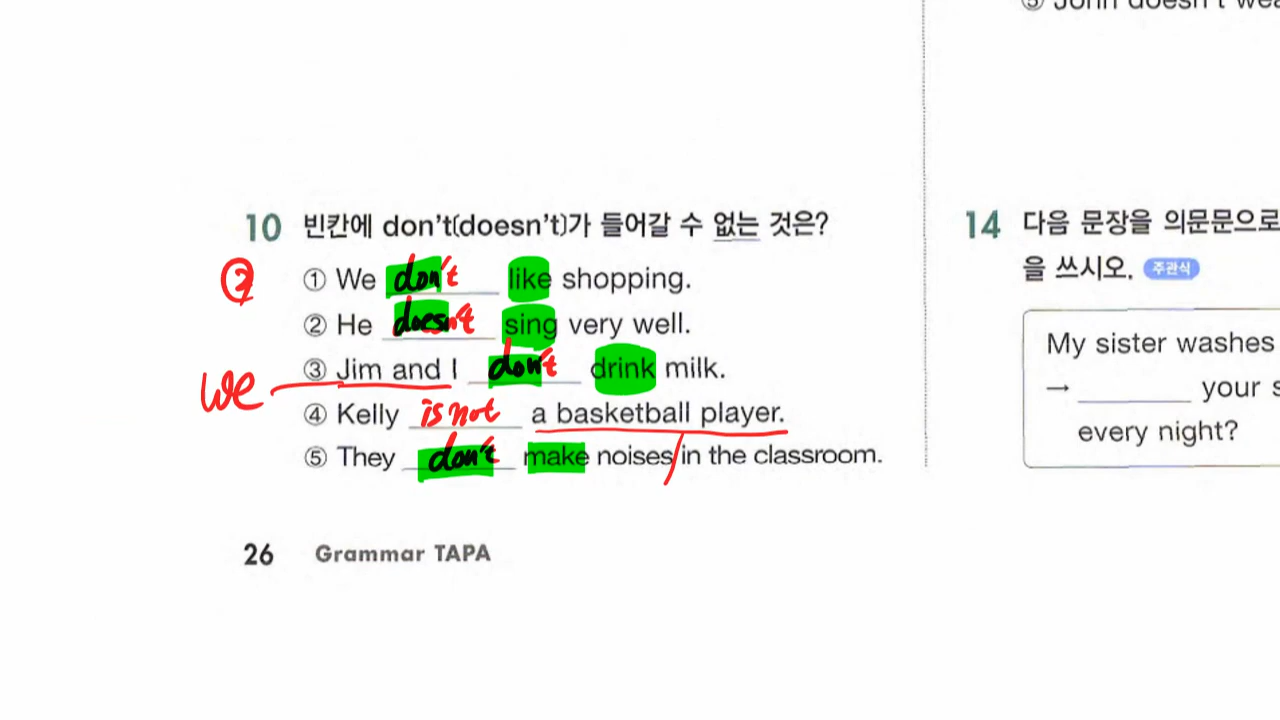 ⑤ John doesn't wea
10 빈칸에 don't(doesn't)가 들어갈 수 없는 것은?
① We don't like shopping.
② He doesn't sing very well.
③ Jim and I don't drink milk.
we
④ Kelly is not a basketball player.
⑤ They don't make noises / in the classroom.
26 Grammar TAPA
14 다음 문장을 의문문으로
을 쓰시오. 주관식
My sister washes
→ ________ your s
every night?